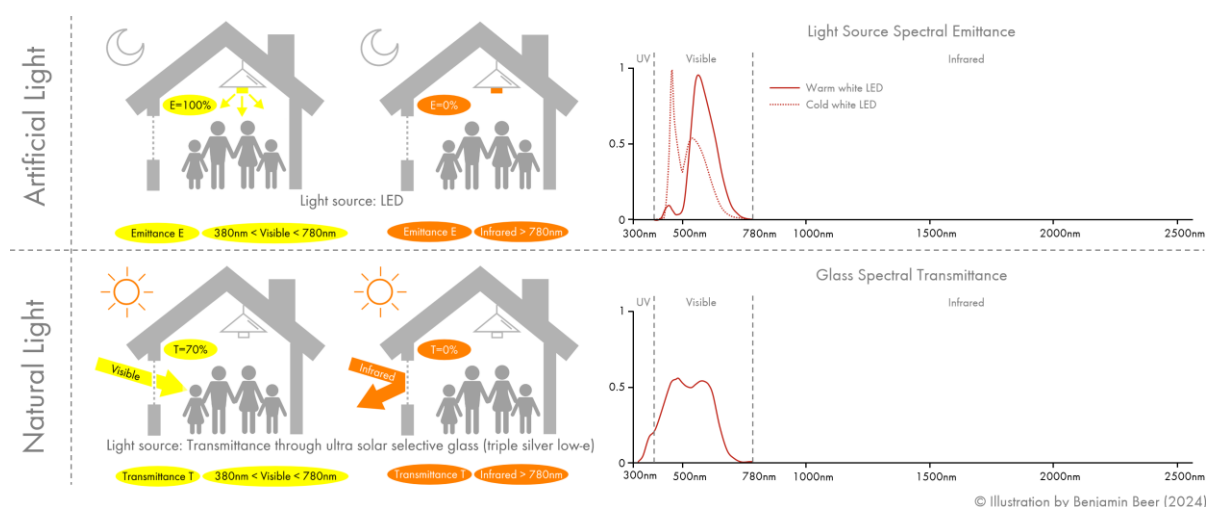 Artificial Light
E=100%
E=0%
Light source: LED
Emittance E
380nm < Visible < 780nm
Emittance E
Infrared > 780nm
Light Source Spectral Emittance
UV
Visible
Infrared
1
0.5
0
Warm white LED
Cold white LED
300nm
500nm
780nm
1000nm
1500nm
2000nm
2500nm
Natural Light
T=70%
Visible
T=0%
Infrared
Light source: Transmittance through ultra solar selective glass (triple silver low-e)
Transmittance T
380nm < Visible < 780nm
Transmittance T
Infrared > 780nm
Glass Spectral Transmittance
UV
Visible
Infrared
1
0.5
0
300nm
500nm
780nm
1000nm
1500nm
2000nm
2500nm
© Illustration by Benjamin Beer (2024)